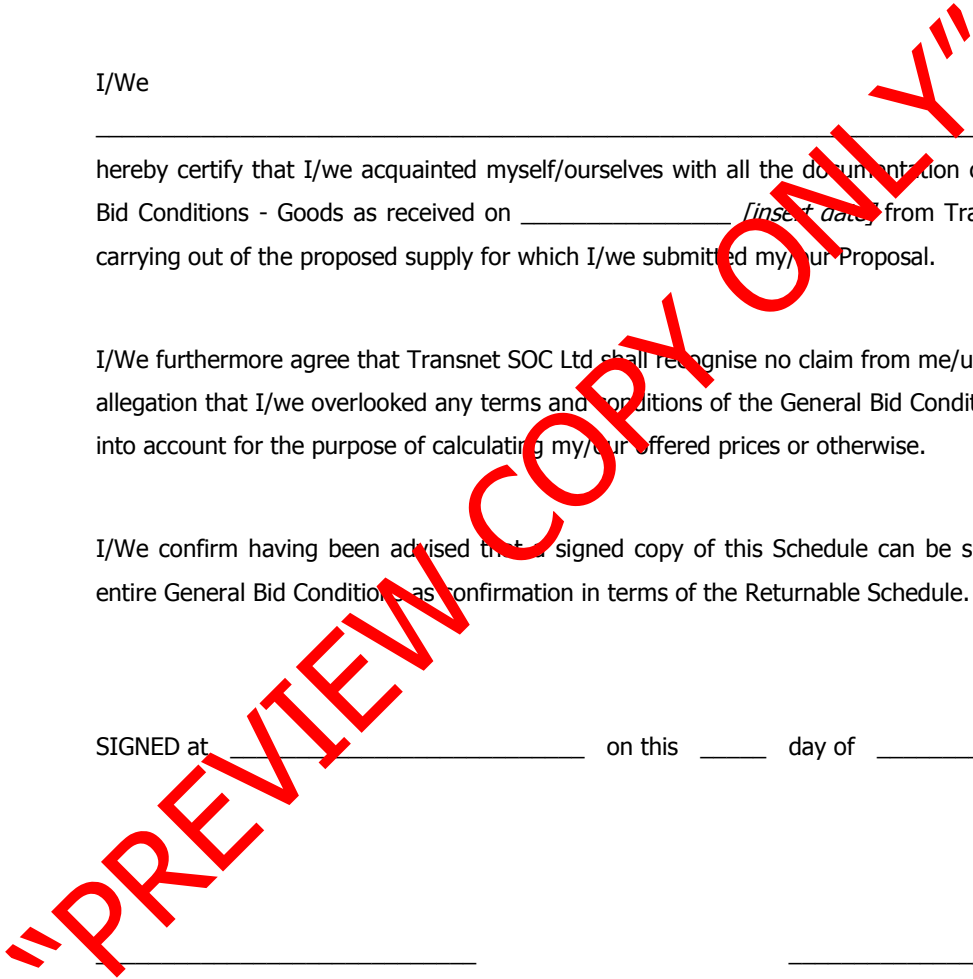 I/We
hereby certify that I/we acquainted myself/ourselves with all the documentation
Bid Conditions - Goods as received on ________________ [insert date] from
carrying out of the proposed supply for which I/we submitted my/our Proposal.
I/We furthermore agree that Transnet SOC Ltd shall recognise no claim from
allegation that I/we overlooked any terms and conditions of the General Bid
into account for the purpose of calculating my/our offered prices or otherwise.
I/We confirm having been advised that a signed copy of this Schedule can be
entire General Bid Conditions as confirmation in terms of the Returnable Schedule.
SIGNED at ___________________________ on this _____ day of ________
"PREVIEW COPY ONLY"